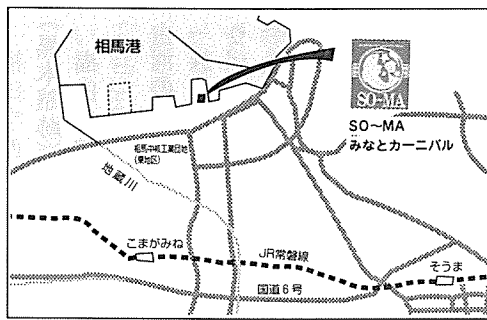 相馬港
SO-MA
SO〜MA
みなとカーニバル
相馬中核工業団地
(東地区)
地蔵川
こまがみね
JR常磐線
そうま
国道6号